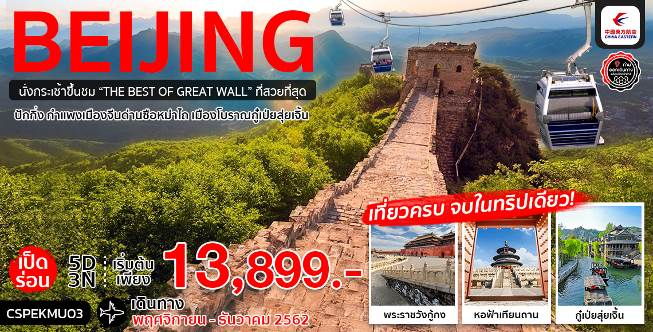 BEIJING
中國東方航空
CHINA EASTERN
นั่งกระเช้าขึ้นชม “THE BEST OF GREAT WALL” ที่สวยที่สุด
ปักกิ่ง กำแพงเมืองจีนด่านซือหม่าไถ เมืองโบราณกู๋เป่ยสุ่ยเจิ้น
เที่ยวครบ จบในทริปเดียว!
เปิดร่อน
5D 3N
เริ่มต้นเพียง
13,899.-
CSPEKMU03
เดินทาง
พฤศจิกายน - ธันวาคม 2562
พระราชวังกู้กง
หอฟ้าเทียนถาน
กู๋เป่ยสุ่ยเจิ้น